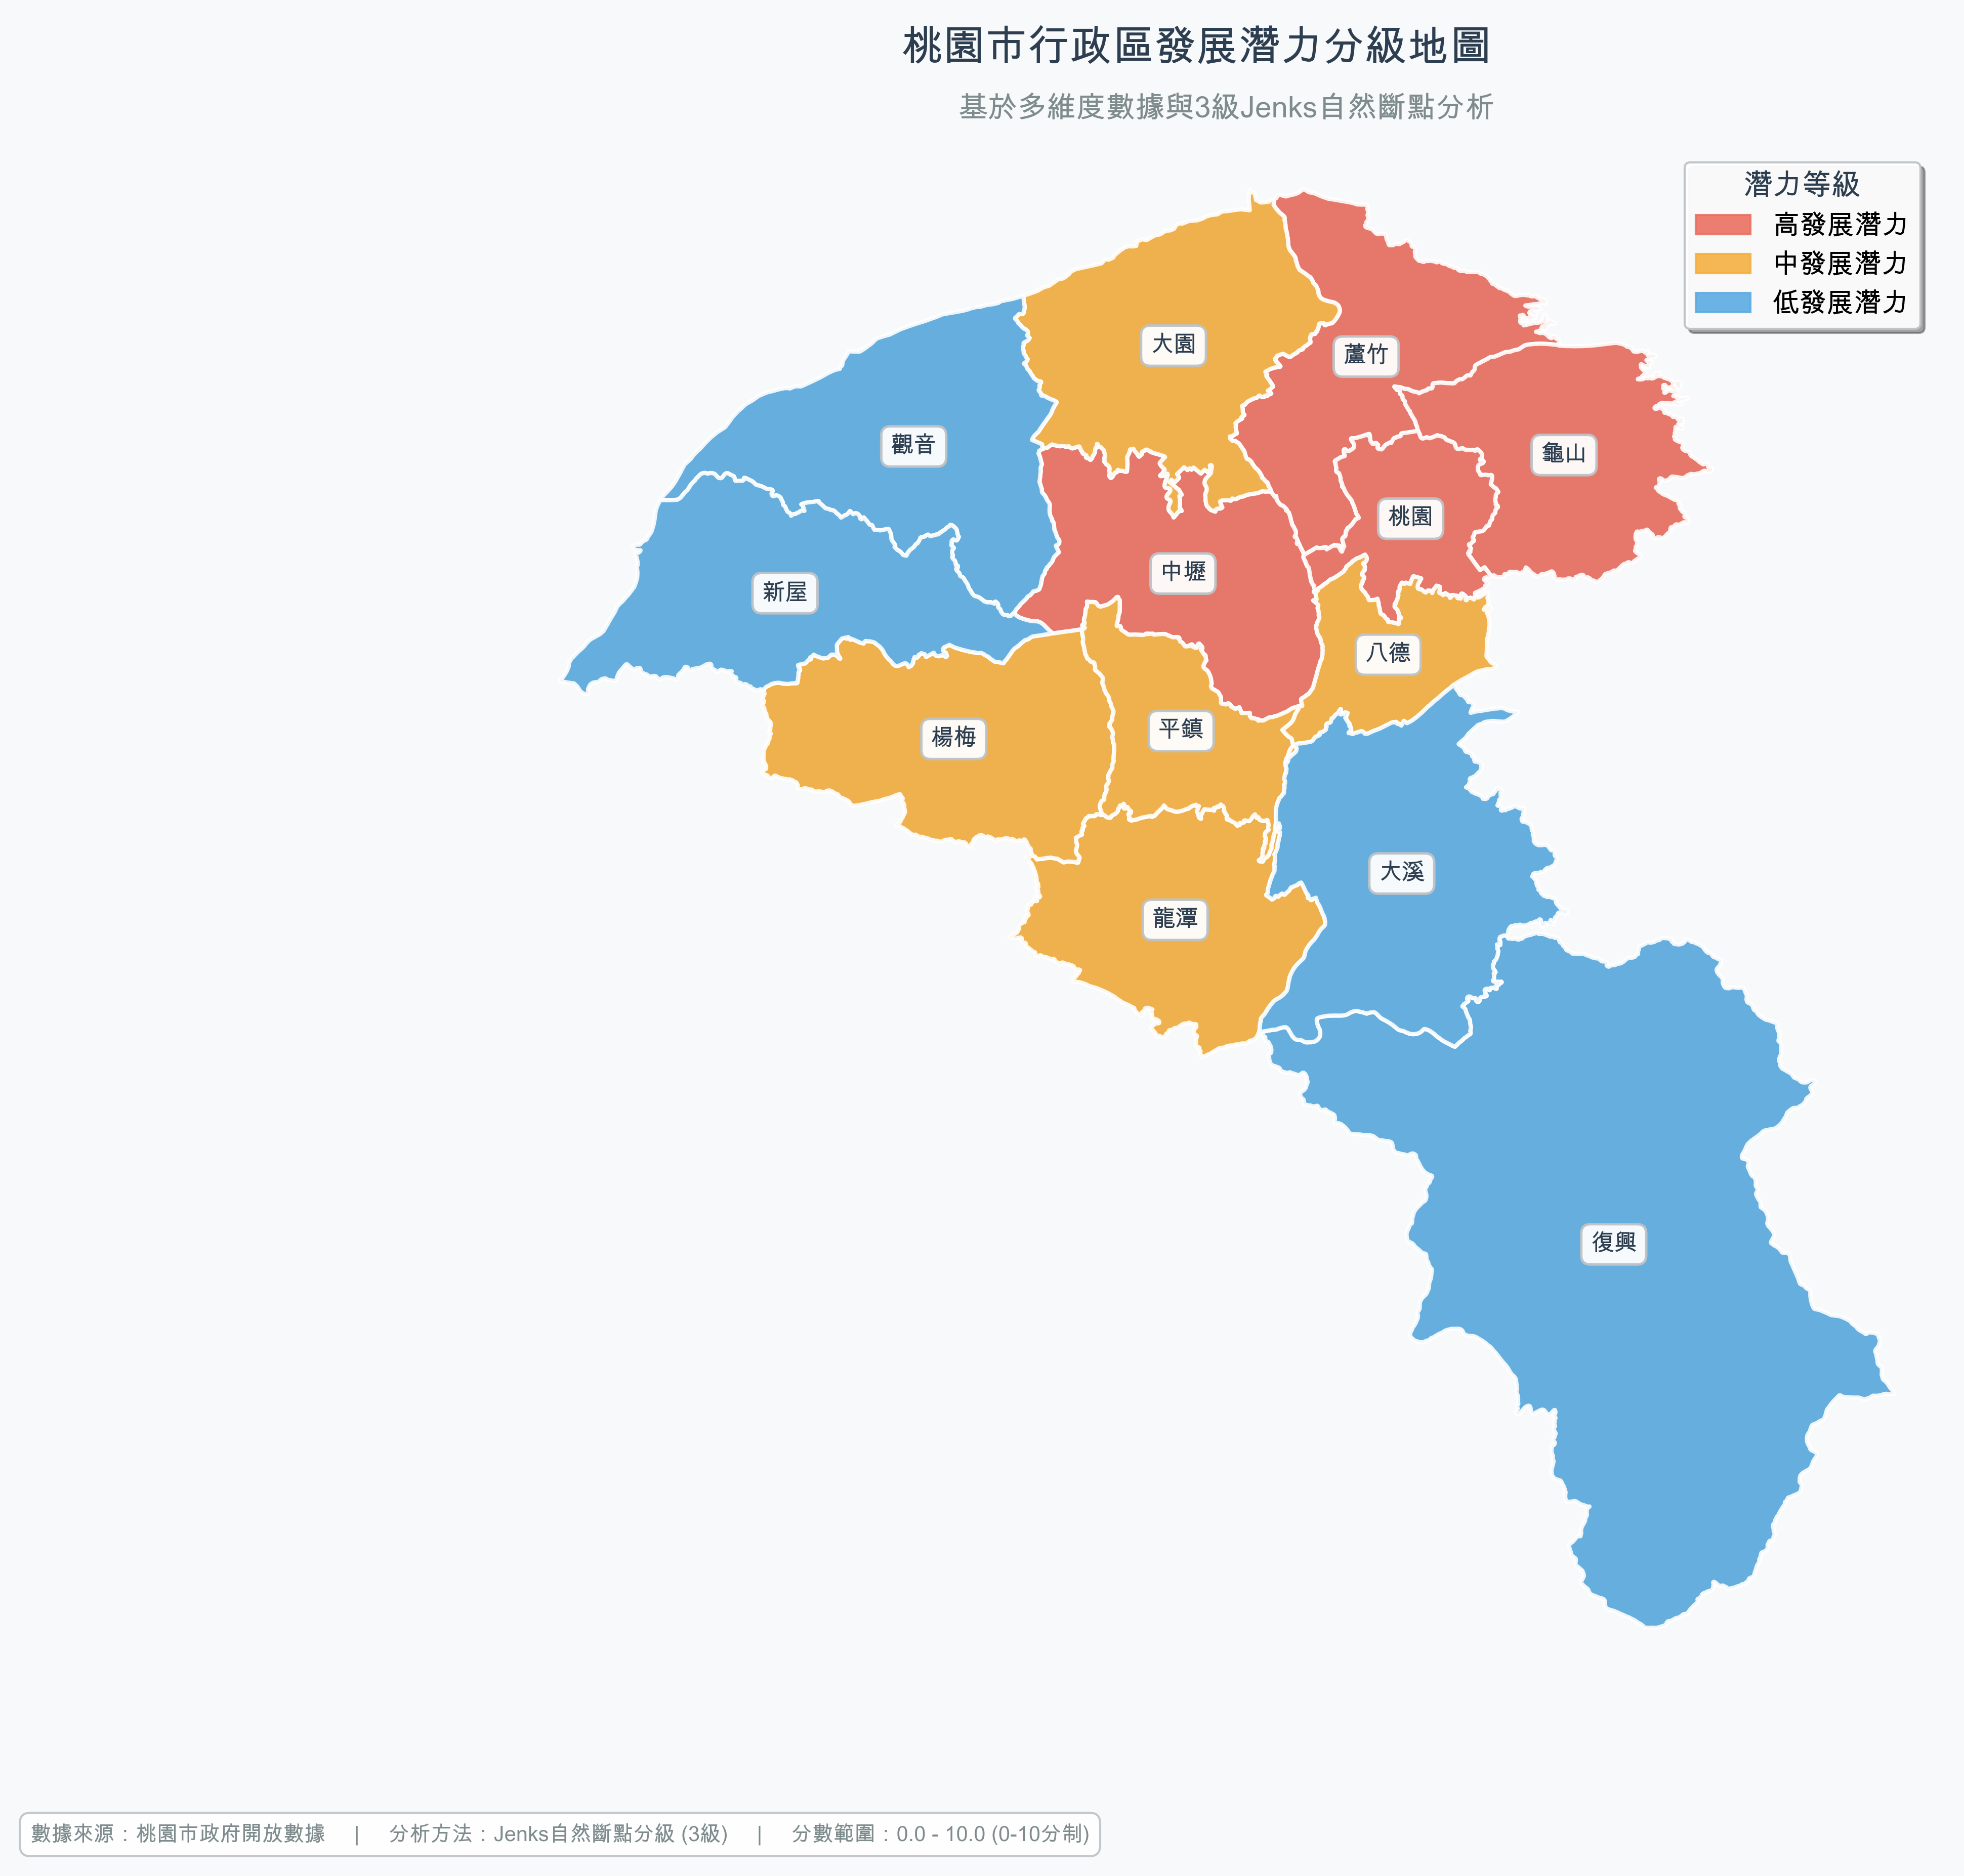 桃園市行政區發展潛力分級地圖
基於多維度數據與3級Jenks自然斷點分析
潛力等級
高發展潛力
中發展潛力
低發展潛力
大園
蘆竹
觀音
龜山
桃園
中壢
新屋
八德
平鎮
楊梅
大溪
龍潭
復興
數據來源：桃園市政府開放數據 | 分析方法：Jenks自然斷點分級 (3級) | 分數範圍：0.0 - 10.0 (0-10分制)